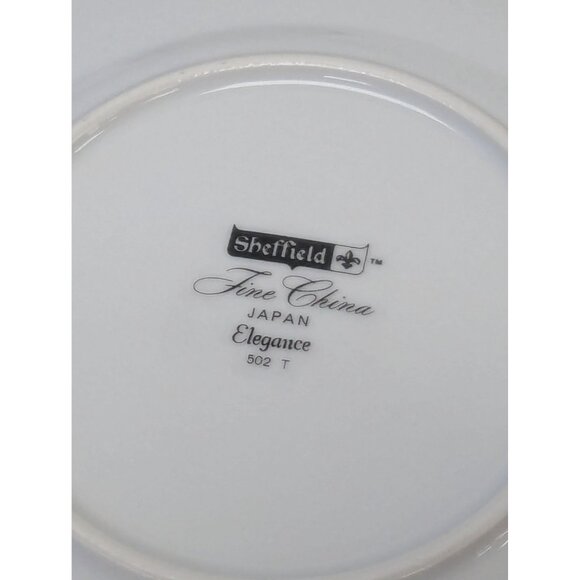 Sheffield ™
Fine China
JAPAN
Elegance
502 T